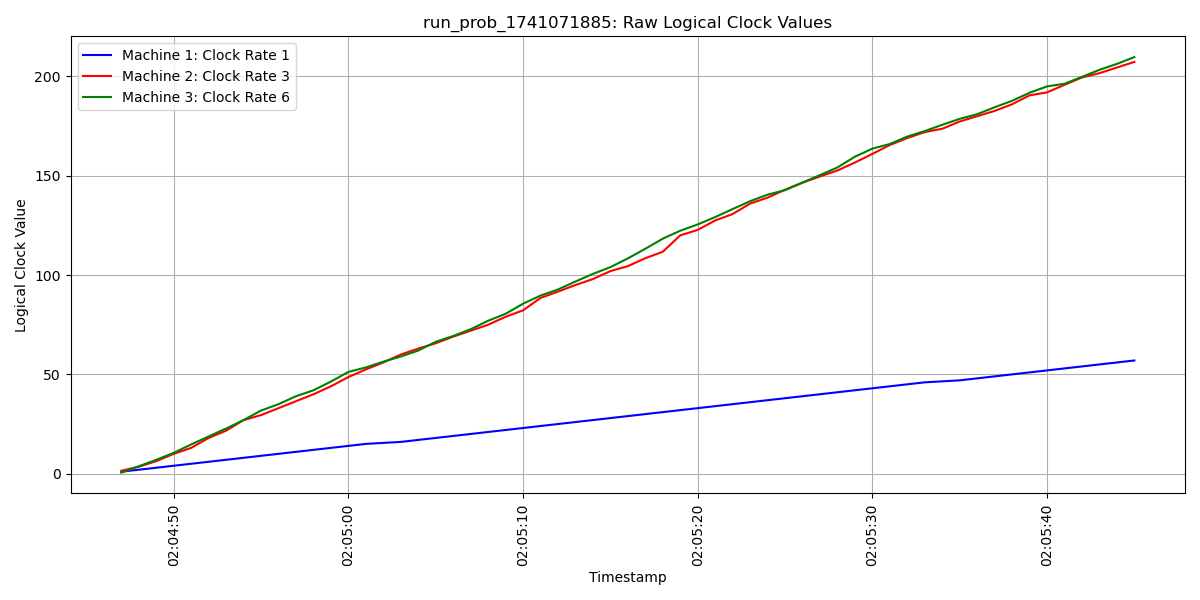 run_prob_1741071885: Raw Logical Clock Values
Machine 1: Clock Rate 1
Machine 2: Clock Rate 3
Machine 3: Clock Rate 6
Logical Clock Value
200
150
100
50
0
02:04:50
02:05:00
02:05:10
02:05:20
02:05:30
02:05:40
Timestamp